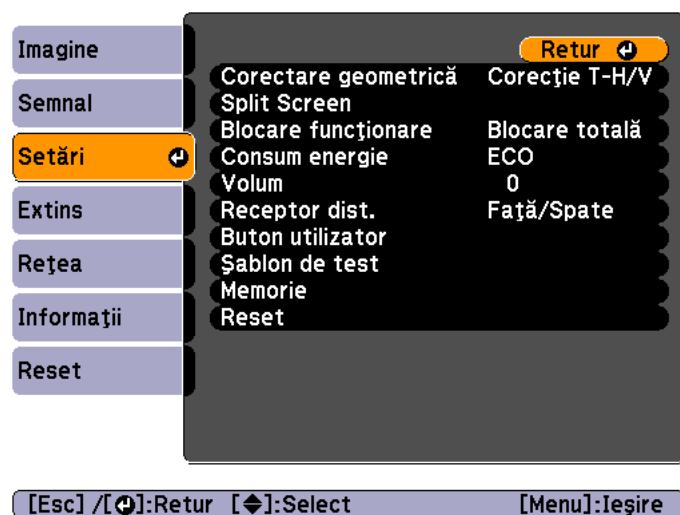 Imagine
Semnal
Setări
Extins
Reţea
Informaţii
Reset
Retur
Corectare geometrică Corecţie T-H/V
Split Screen
Blocare funcţionare Blocare totală
Consum energie ECO
Volum 0
Receptor dist. Faţă/Spate
Buton utilizator
Şablon de test
Memorie
Reset
[Esc] /[⏎]:Retur [◆]:Select [Menu]:Ieşire